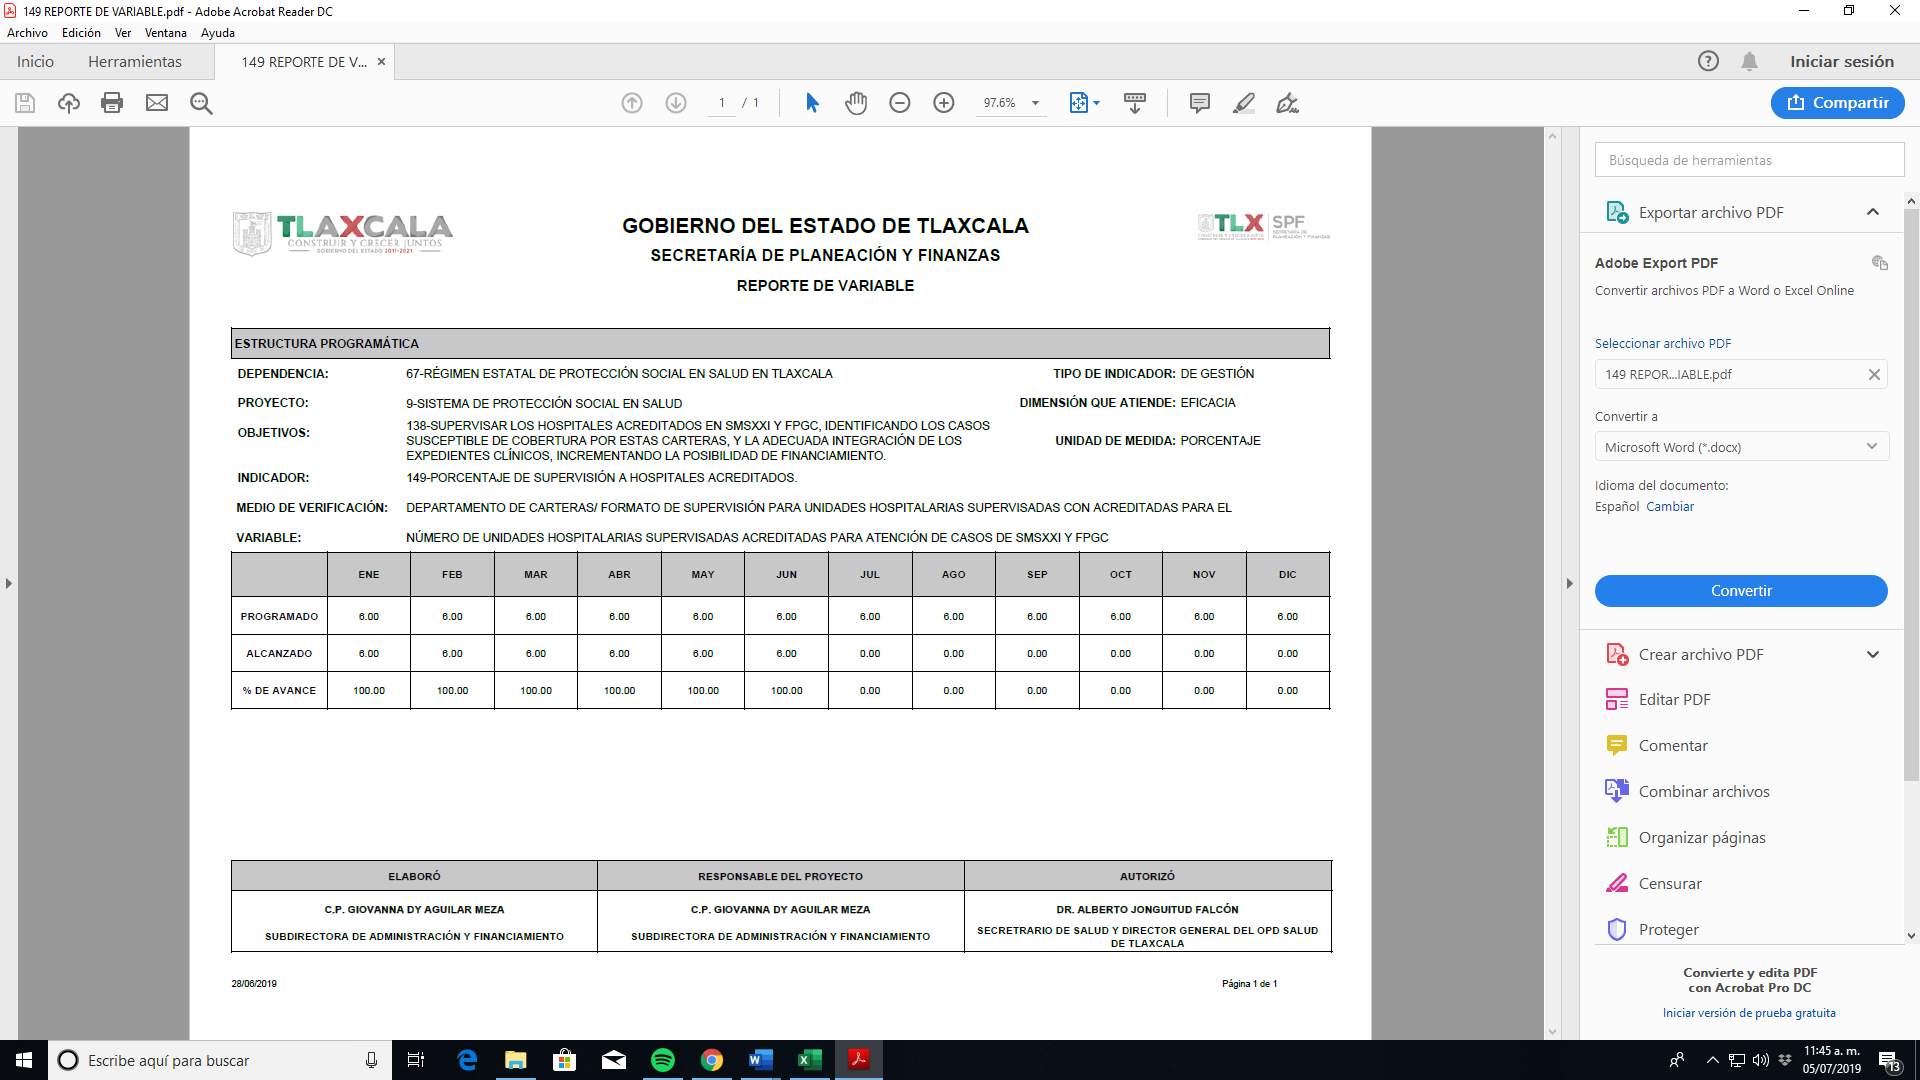 149 REPORTE DE VARIABLE.pdf - Adobe Acrobat Reader DC
Archivo Edición Ver Ventana Ayuda
Inicio Herramientas 149 REPORTE DE V... × Iniciar sesión
1 / 1 97.6% Compartir
TLAXCALA
CONSTRUIR Y CRECER JUNTOS
GOBIERNO DEL ESTADO 2017-2021
GOBIERNO DEL ESTADO DE TLAXCALA
SECRETARÍA DE PLANEACIÓN Y FINANZAS
REPORTE DE VARIABLE
TLX SPF
SECRETARÍA DE PLANEACIÓN Y FINANZAS
ESTRUCTURA PROGRAMÁTICA
DEPENDENCIA: 67-RÉGIMEN ESTATAL DE PROTECCIÓN SOCIAL EN SALUD EN TLAXCALA TIPO DE INDICADOR: DE GESTIÓN
PROYECTO: 9-SISTEMA DE PROTECCIÓN SOCIAL EN SALUD DIMENSIÓN QUE ATIENDE: EFICACIA
OBJETIVOS: 138-SUPERVISAR LOS HOSPITALES ACREDITADOS EN SMSXXI Y FPGC, IDENTIFICANDO LOS CASOS
SUSCEPTIBLE DE COBERTURA POR ESTAS CARTERAS, Y LA ADECUADA INTEGRACIÓN DE LOS UNIDAD DE MEDIDA: PORCENTAJE
EXPEDIENTES CLÍNICOS, INCREMENTANDO LA POSIBILIDAD DE FINANCIAMIENTO.
INDICADOR: 149-PORCENTAJE DE SUPERVISIÓN A HOSPITALES ACREDITADOS.
MEDIO DE VERIFICACIÓN: DEPARTAMENTO DE CARTERAS/ FORMATO DE SUPERVISIÓN PARA UNIDADES HOSPITALARIAS SUPERVISADAS CON ACREDITADAS PARA EL
VARIABLE: NÚMERO DE UNIDADES HOSPITALARIAS SUPERVISADAS ACREDITADAS PARA ATENCIÓN DE CASOS DE SMSXXI Y FPGC
ENE FEB MAR ABR MAY JUN JUL AGO SEP OCT NOV DIC
PROGRAMADO 6.00 6.00 6.00 6.00 6.00 6.00 6.00 6.00 6.00 6.00 6.00 6.00
ALCANZADO 6.00 6.00 6.00 6.00 6.00 6.00 0.00 0.00 0.00 0.00 0.00 0.00
% DE AVANCE 100.00 100.00 100.00 100.00 100.00 100.00 0.00 0.00 0.00 0.00 0.00 0.00
ELABORÓ RESPONSABLE DEL PROYECTO AUTORIZÓ
C.P. GIOVANNA DY AGUILAR MEZA C.P. GIOVANNA DY AGUILAR MEZA DR. ALBERTO JONGUITUD FALCÓN
SUBDIRECTORA DE ADMINISTRACIÓN Y FINANCIAMIENTO SUBDIRECTORA DE ADMINISTRACIÓN Y FINANCIAMIENTO SECRETRARIO DE SALUD Y DIRECTOR GENERAL DEL OPD SALUD
DE TLAXCALA
28/06/2019 Página 1 de 1
Búsqueda de herramientas
Exportar archivo PDF
Adobe Export PDF
Convertir archivos PDF a Word o Excel Online
Seleccionar archivo PDF
149 REPOR...IABLE.pdf
Convertir a
Microsoft Word (*.docx)
Idioma del documento:
Español Cambiar
Convertir
Crear archivo PDF
Editar PDF
Comentar
Combinar archivos
Organizar páginas
Censurar
Proteger
Convierte y edita PDF
con Acrobat Pro DC
Iniciar versión de prueba gratuita
Escribe aquí para buscar
11:45 a. m.
05/07/2019
13